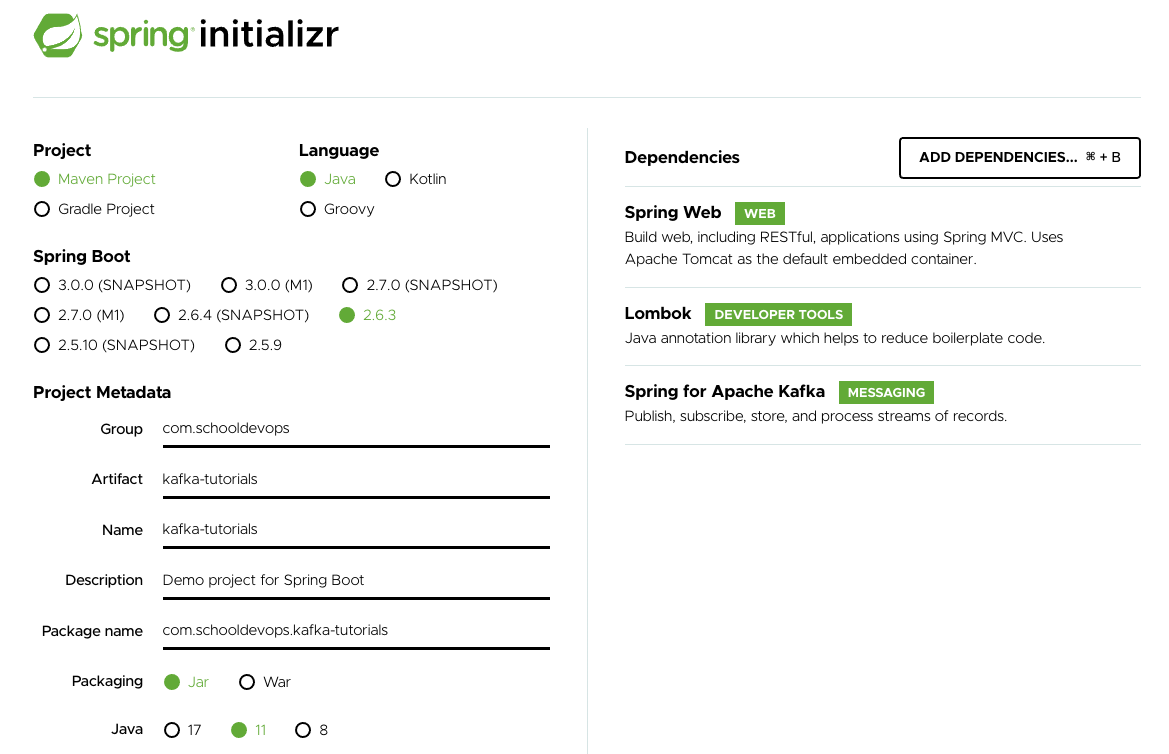 spring initializr
Project
Maven Project
Gradle Project
Language
Java Kotlin
Groovy
Spring Boot
3.0.0 (SNAPSHOT) 3.0.0 (M1) 2.7.0 (SNAPSHOT)
2.7.0 (M1) 2.6.4 (SNAPSHOT) 2.6.3
2.5.10 (SNAPSHOT) 2.5.9
Project Metadata
Group com.schooldevops
Artifact kafka-tutorials
Name kafka-tutorials
Description Demo project for Spring Boot
Package name com.schooldevops.kafka-tutorials
Packaging Jar War
Java 17 11 8
Dependencies ADD DEPENDENCIES... ⌘ + B
Spring Web WEB
Build web, including RESTful, applications using Spring MVC. Uses
Apache Tomcat as the default embedded container.
Lombok DEVELOPER TOOLS
Java annotation library which helps to reduce boilerplate code.
Spring for Apache Kafka MESSAGING
Publish, subscribe, store, and process streams of records.